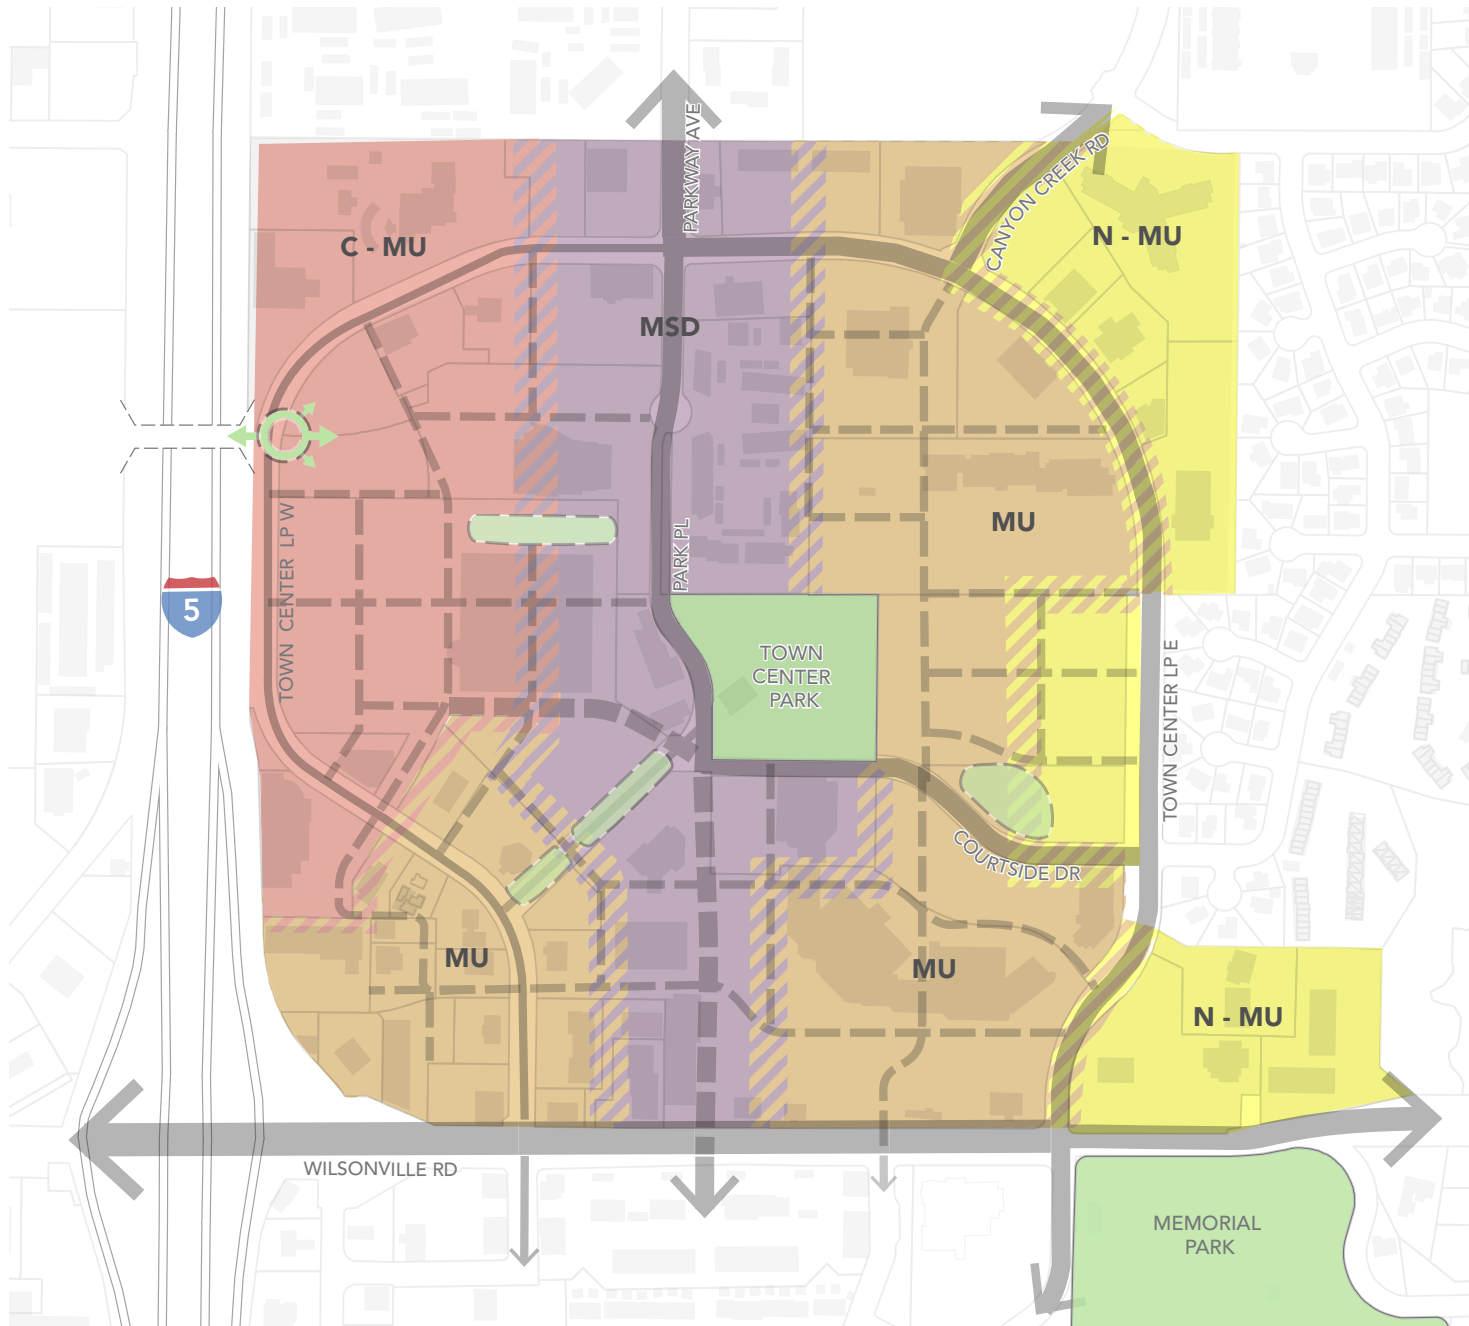 PARKWAY AVE
CANYON CREEK RD
C - MU
N - MU
MSD
MU
TOWN CENTER LP W
PARK PL
5
TOWN
CENTER
PARK
TOWN CENTER LP E
COURTSIDE DR
MU
MU
N - MU
WILSONVILLE RD
MEMORIAL
PARK